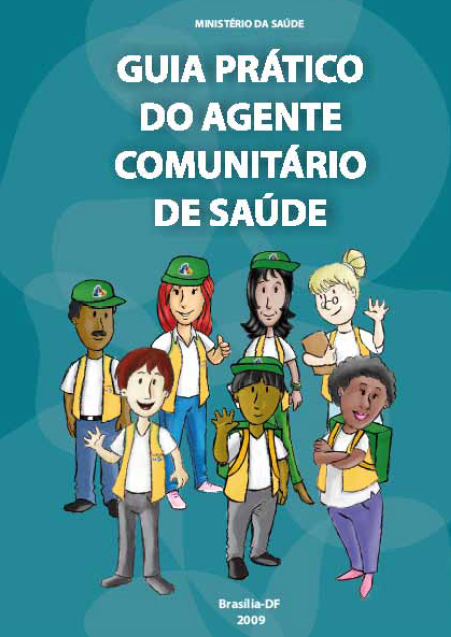 MINISTÉRIO DA SAÚDE
GUIA PRÁTICO
DO AGENTE
COMUNITÁRIO
DE SAÚDE
Brasília-DF
2009